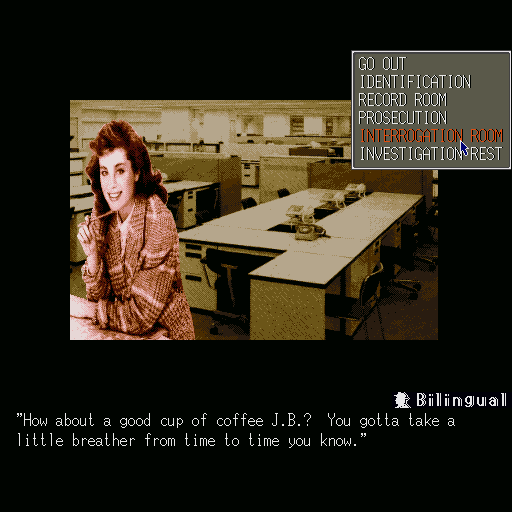 GO OUT
IDENTIFICATION
RECORD ROOM
PROSECUTION
INTERROGATION ROOM
INVESTIGATION REST
Bilingual
"How about a good cup of coffee J.B.?  You gotta take a
little breather from time to time you know."